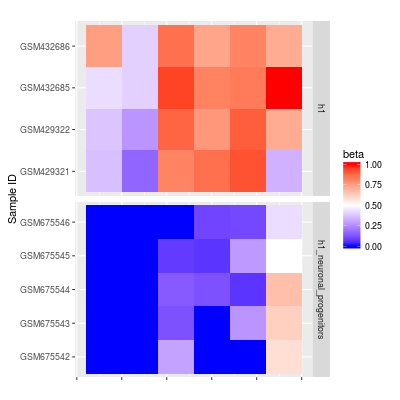 GSM432686
GSM432685
GSM429322
GSM429321
h1
Sample ID
GSM675546
GSM675545
GSM675544
GSM675543
GSM675542
h1_neuronal_progenitors
beta
1.00
0.75
0.50
0.25
0.00